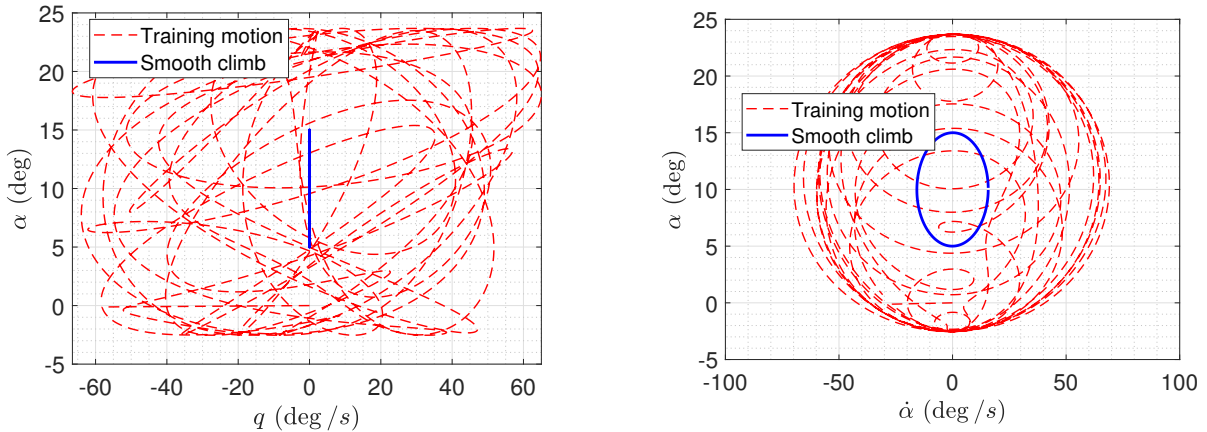 25
20
15
10
5
0
-5
α (deg)
Training motion
Smooth climb
-60 -40 -20 0 20 40 60
q (deg /s)
25
20
15
10
5
0
-5
α (deg)
Training motion
Smooth climb
-100 -50 0 50 100
α̇ (deg /s)